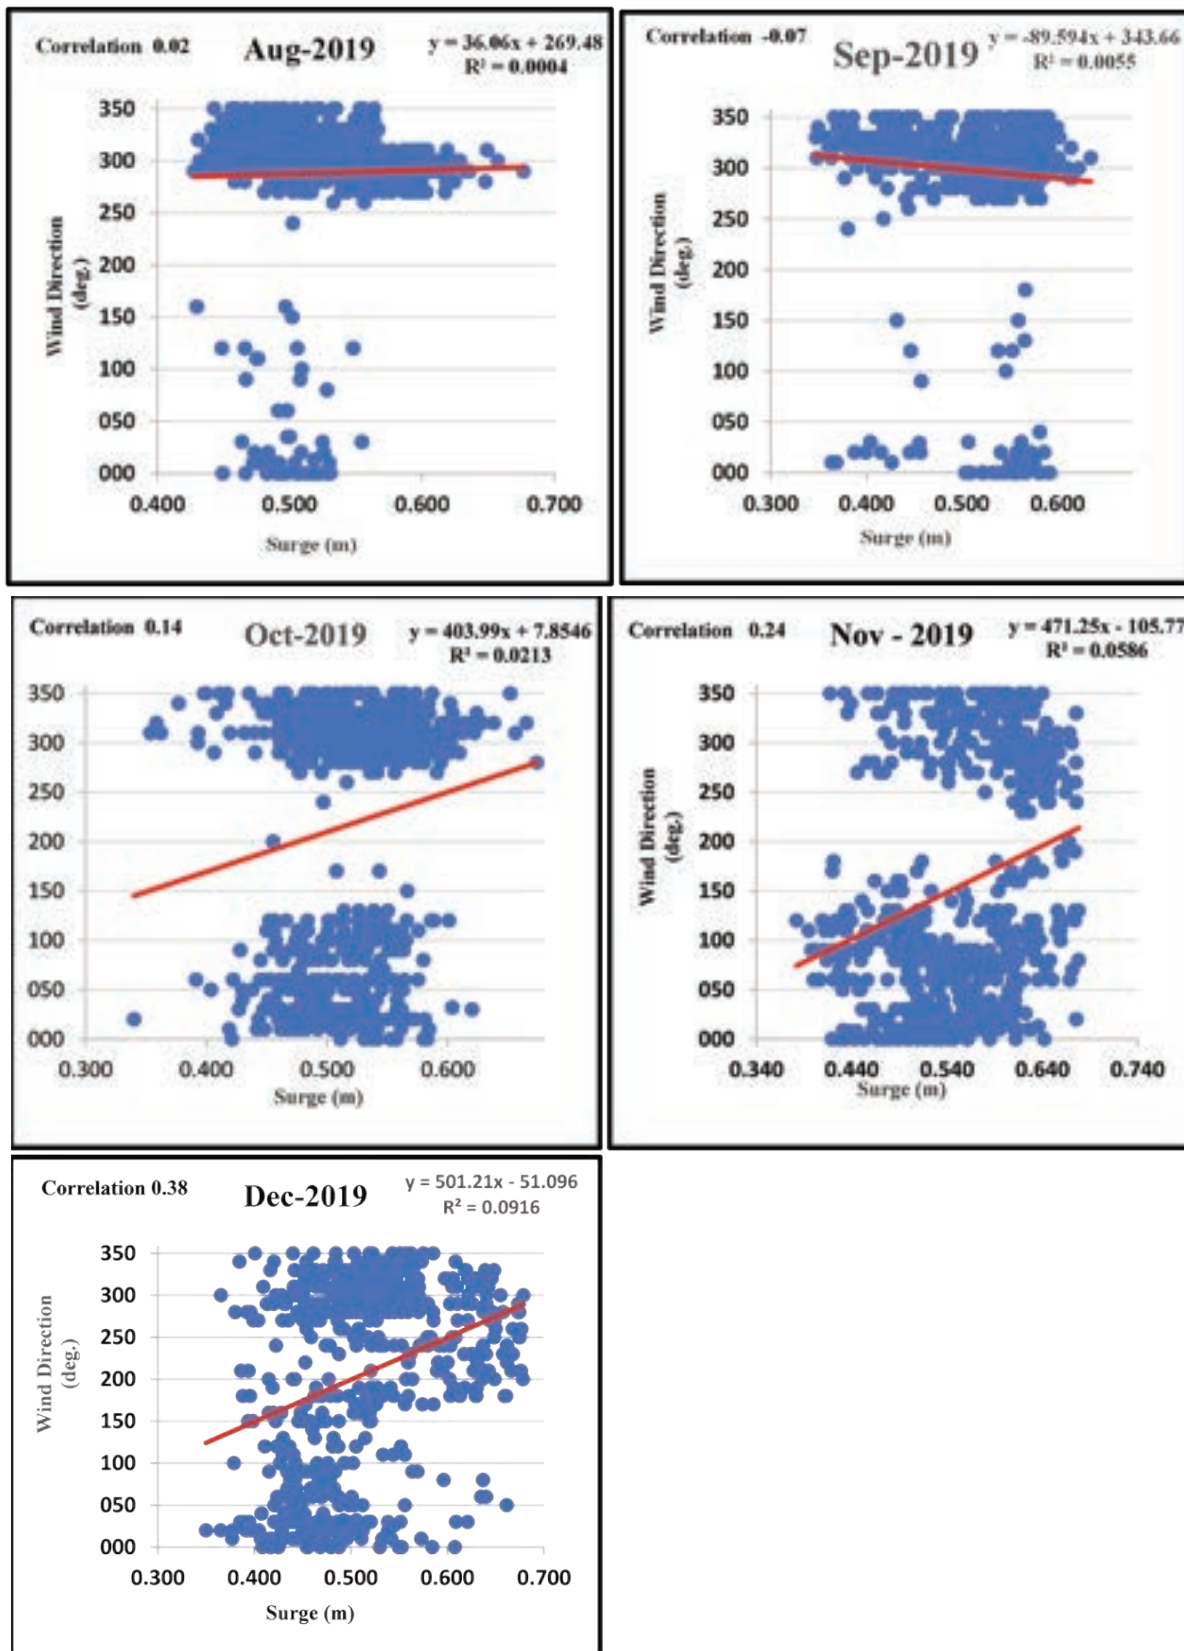 Correlation 0.02 Aug-2019 y = 36.06x + 269.48
R² = 0.0004
350
300
250
200
150
100
050
000
Wind Direction
(deg.)
0.400 0.500 0.600 0.700
Surge (m)
Correlation -0.07 Sep-2019 y = -89.594x + 343.66
R² = 0.0055
350
300
250
200
150
100
050
000
Wind Direction
(deg.)
0.300 0.400 0.500 0.600
Surge (m)
Correlation 0.14 Oct-2019 y = 403.99x + 7.8546
R² = 0.0213
350
300
250
200
150
100
050
000
0.300 0.400 0.500 0.600
Surge (m)
Correlation 0.24 Nov - 2019 y = 471.25x - 105.77
R² = 0.0586
350
300
250
200
150
100
050
000
Wind Direction
(deg.)
0.340 0.440 0.540 0.640 0.740
Surge (m)
Correlation 0.38 Dec-2019 y = 501.21x - 51.096
R² = 0.0916
350
300
250
200
150
100
050
000
Wind Direction
(deg.)
0.300 0.400 0.500 0.600 0.700
Surge (m)